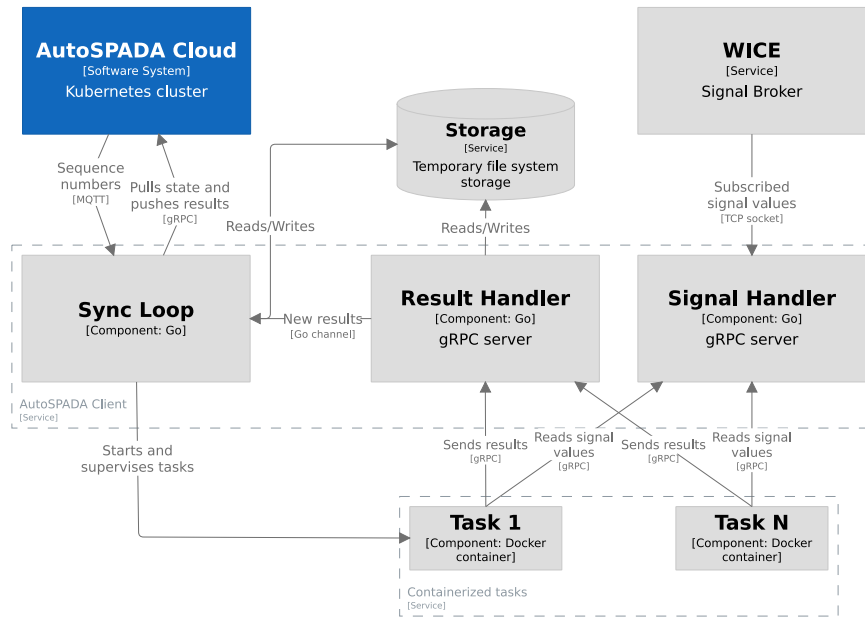 AutoSPADA Cloud
[Software System]
Kubernetes cluster
WICE
[Service]
Signal Broker
Storage
[Service]
Temporary file system
storage
Sequence
numbers
[MQTT]
Pulls state and
pushes results
[gRPC]
Subscribed
signal values
[TCP socket]
Reads/Writes
Reads/Writes
Sync Loop
[Component: Go]
New results
[Go channel]
Result Handler
[Component: Go]
gRPC server
Signal Handler
[Component: Go]
gRPC server
AutoSPADA Client
[Service]
Starts and
supervises tasks
Sends results
[gRPC]
Reads signal
values
[gRPC]
Sends results
[gRPC]
Reads signal
values
[gRPC]
Task 1
[Component: Docker
container]
Task N
[Component: Docker
container]
Containerized tasks
[Service]